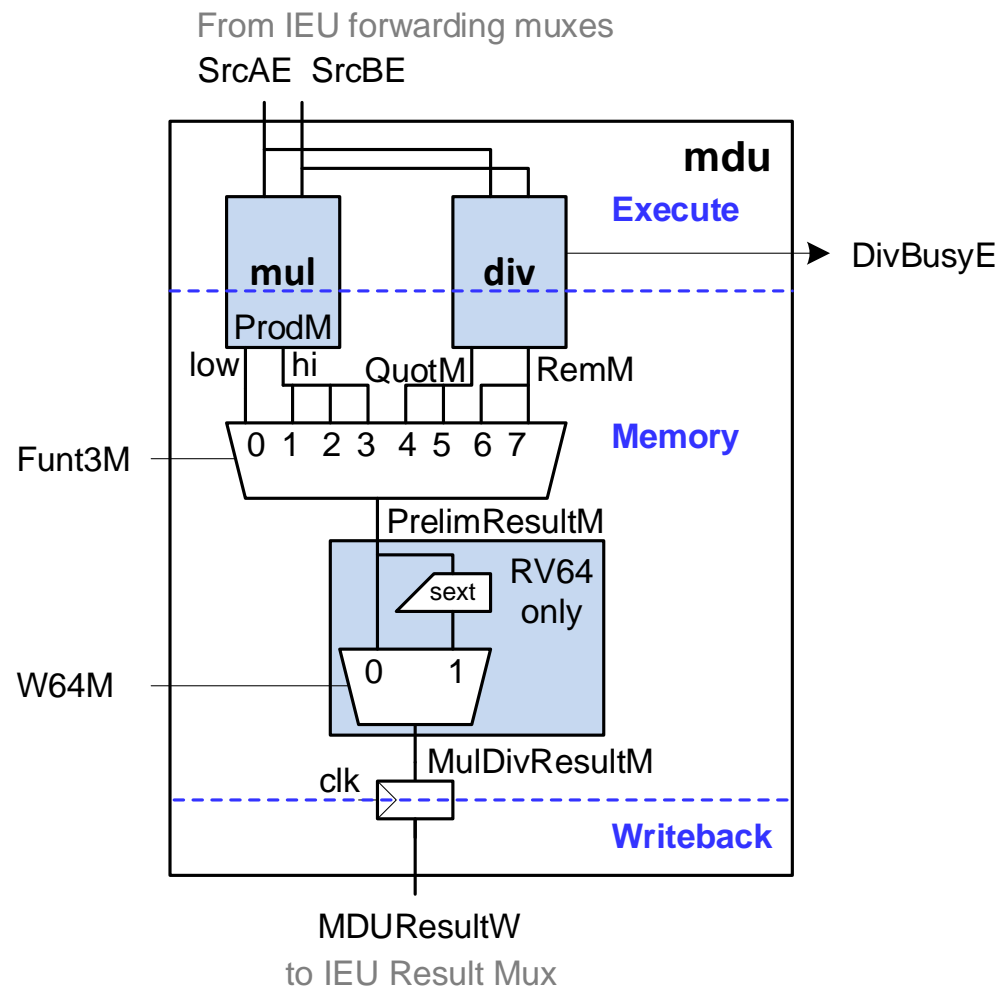 From IEU forwarding muxes
SrcAE SrcBE
mdu
Execute
mul
div
DivBusyE
ProdM
low
hi
QuotM
RemM
0 1 2 3 4 5 6 7
Memory
Funt3M
PrelimResultM
RV64
only
sext
0 1
W64M
MulDivResultM
clk
Writeback
MDUResultW
to IEU Result Mux